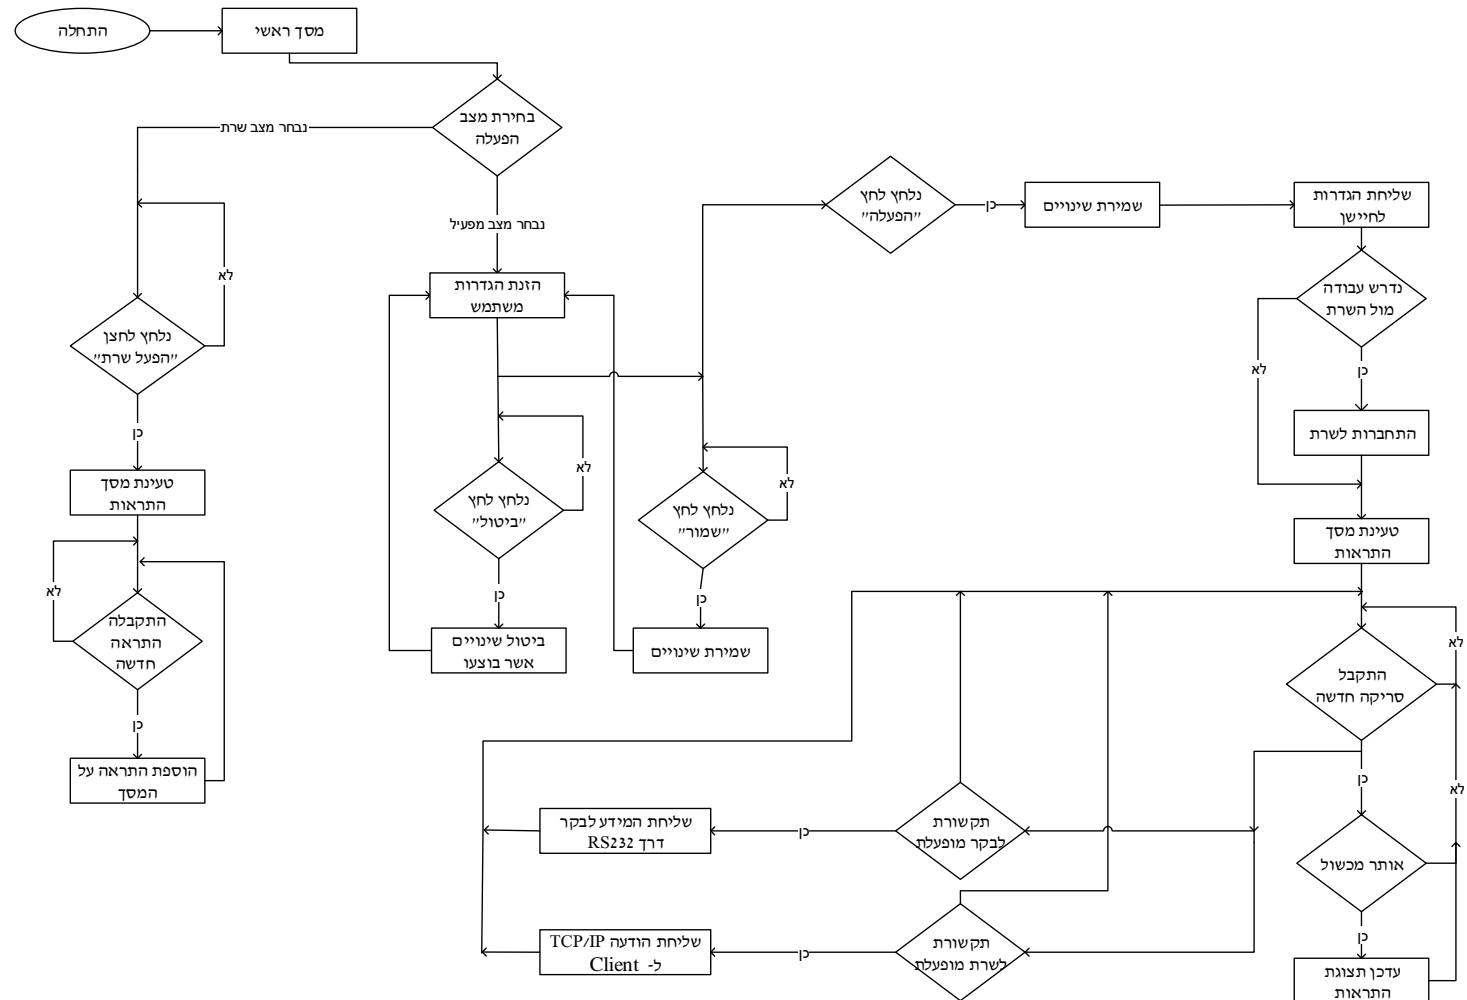 התחלה
מסך ראשי
בחירת מצב
הפעלה
נבחר מצב שרת
נבחר מצב מפעיל
לא
נלחץ לחצן
"הפעל שרת"
כן
טעינת מסך
התראות
לא
התקבלה
התראה
חדשה
כן
הוספת התראה על
המסך
הזנת הגדרות
משתמש
לא
נלחץ לחץ
"ביטול"
כן
ביטול שינויים
אשר בוצעו
לא
נלחץ לחץ
"שמור"
כן
שמירת שינויים
נלחץ לחץ
"הפעלה"
כן
שמירת שינויים
שליחת הגדרות
לחיישן
נדרש עבודה
מול השרת
לא
כן
התחברות לשרת
טעינת מסך
התראות
לא
התקבל
סריקה חדשה
כן
לא
אותר מכשול
כן
עדכן תצוגת
התראות
תקשורת
לבקר מופעלת
כן
שליחת המידע לבקר
דרך RS232
תקשורת
לשרת מופעלת
כן
שליחת הודעה TCP/IP
ל- Client